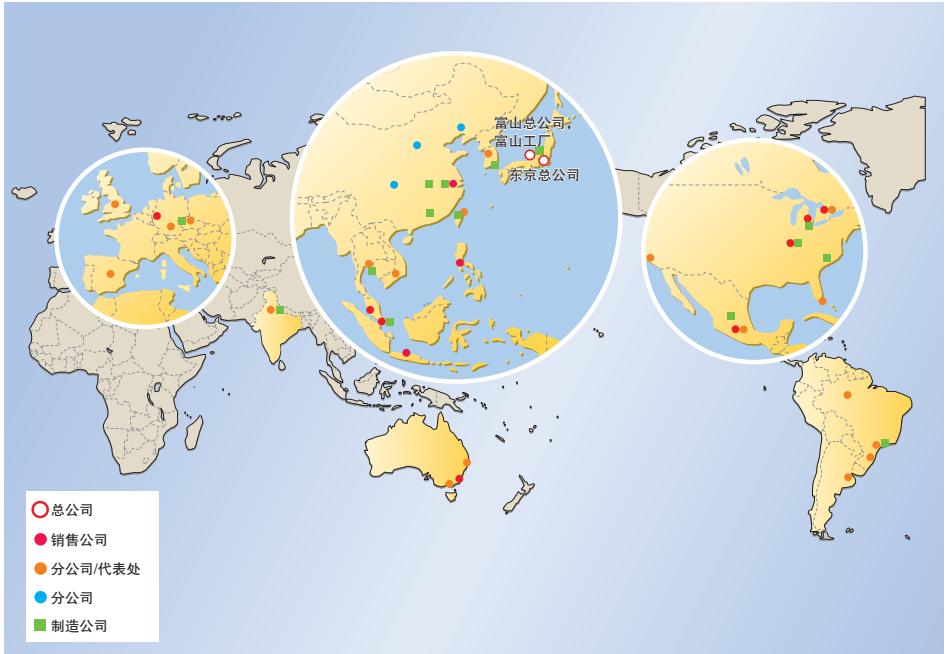 富山总公司，
富山工厂
东京总公司
总公司
销售公司
分公司/代表处
分公司
制造公司